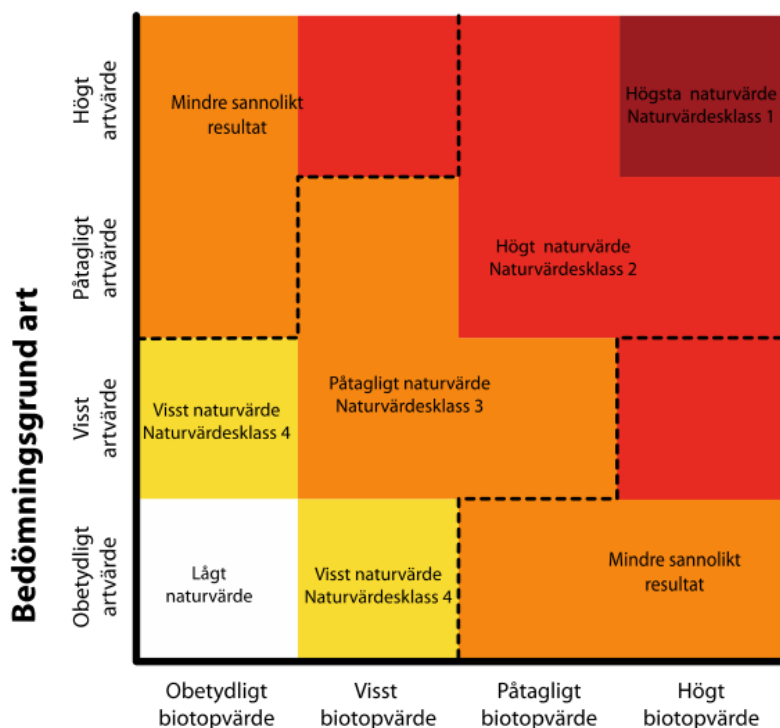 Bedömningsgrund art
Högt
artvärde
Påtagligt
artvärde
Visst
artvärde
Obetydligt
artvärde
Mindre sannolikt
resultat
Högsta naturvärde
Naturvärdesklass 1
Högt naturvärde
Naturvärdesklass 2
Påtagligt naturvärde
Naturvärdesklass 3
Visst naturvärde
Naturvärdesklass 4
Lågt
naturvärde
Visst naturvärde
Naturvärdesklass 4
Mindre sannolikt
resultat
Obetydligt
biotopvärde
Visst
biotopvärde
Påtagligt
biotopvärde
Högt
biotopvärde